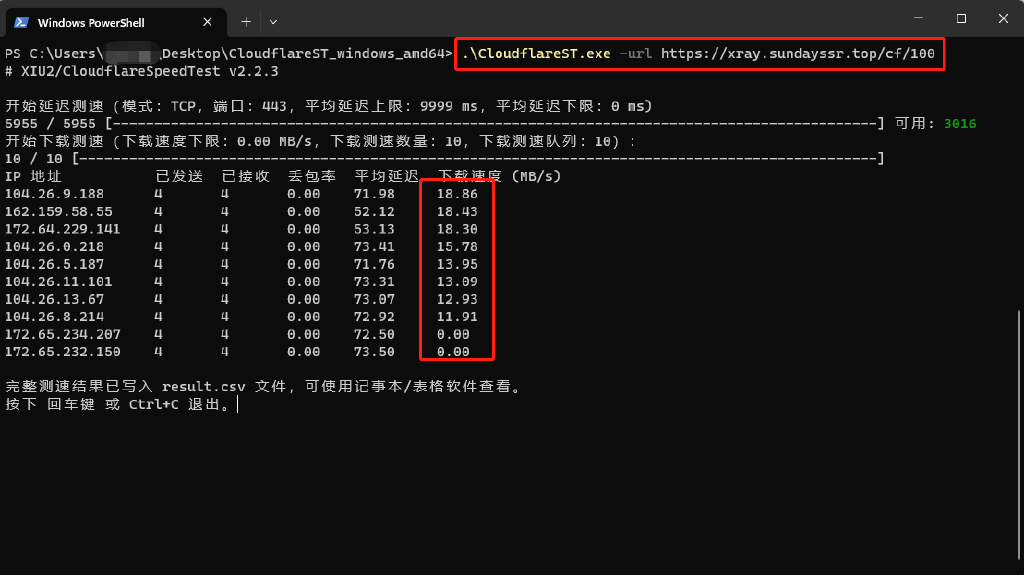 Windows PowerShell
PS C:\Users\ \Desktop\CloudflareST_windows_amd64> .\CloudflareST.exe -url https://xray.sundayssr.top/cf/100
# XIU2/CloudflareSpeedTest v2.2.3
开始延迟测速 (模式: TCP, 端口: 443, 平均延迟上限: 9999 ms, 平均延迟下限: 0 ms)
5955 / 5955 [-----------------------------------------------------------------------------------------------] 可用: 3016
开始下载测速 (下载速度下限: 0.00 MB/s, 下载测速数量: 10, 下载测速队列: 10) :
10 / 10 [---------------------------------------------------------------------------------------------------]
IP 地址 已发送 已接收 丢包率 平均延迟 下载速度 (MB/s)
104.26.9.188 4 4 0.00 71.98 18.86
162.159.58.55 4 4 0.00 52.12 18.43
172.64.229.141 4 4 0.00 53.13 18.30
104.26.0.218 4 4 0.00 73.41 15.78
104.26.5.187 4 4 0.00 71.76 13.95
104.26.11.101 4 4 0.00 73.31 13.09
104.26.13.67 4 4 0.00 73.07 12.93
104.26.8.214 4 4 0.00 72.92 11.91
172.65.234.207 4 4 0.00 72.50 0.00
172.65.232.150 4 4 0.00 73.50 0.00
完整测速结果已写入 result.csv 文件, 可使用记事本/表格软件查看。
按下 回车键 或 Ctrl+C 退出。